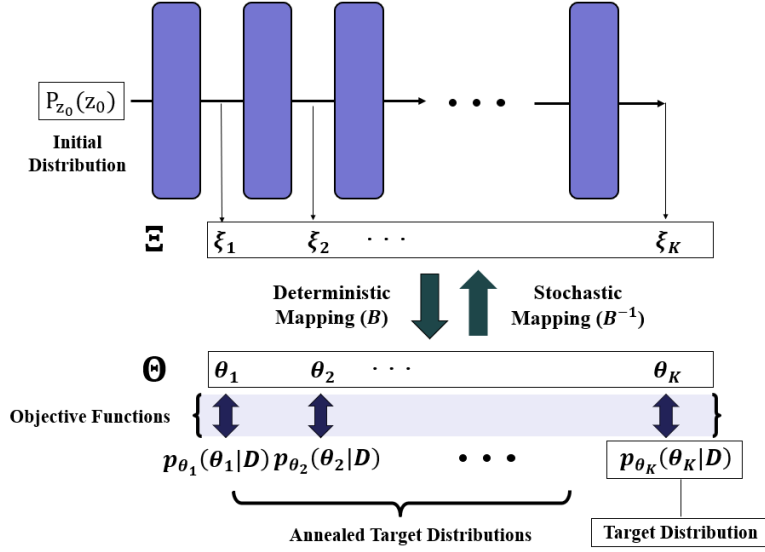 P_{z_0}(z_0)
Initial
Distribution
Ξ
ξ_1 ξ_2 · · · ξ_K
Deterministic
Mapping (B)
Stochastic
Mapping (B^{-1})
Θ
θ_1 θ_2 · · · θ_K
Objective Functions
p_{θ_1}(θ_1|D) p_{θ_2}(θ_2|D) • • • p_{θ_K}(θ_K|D)
Annealed Target Distributions
Target Distribution